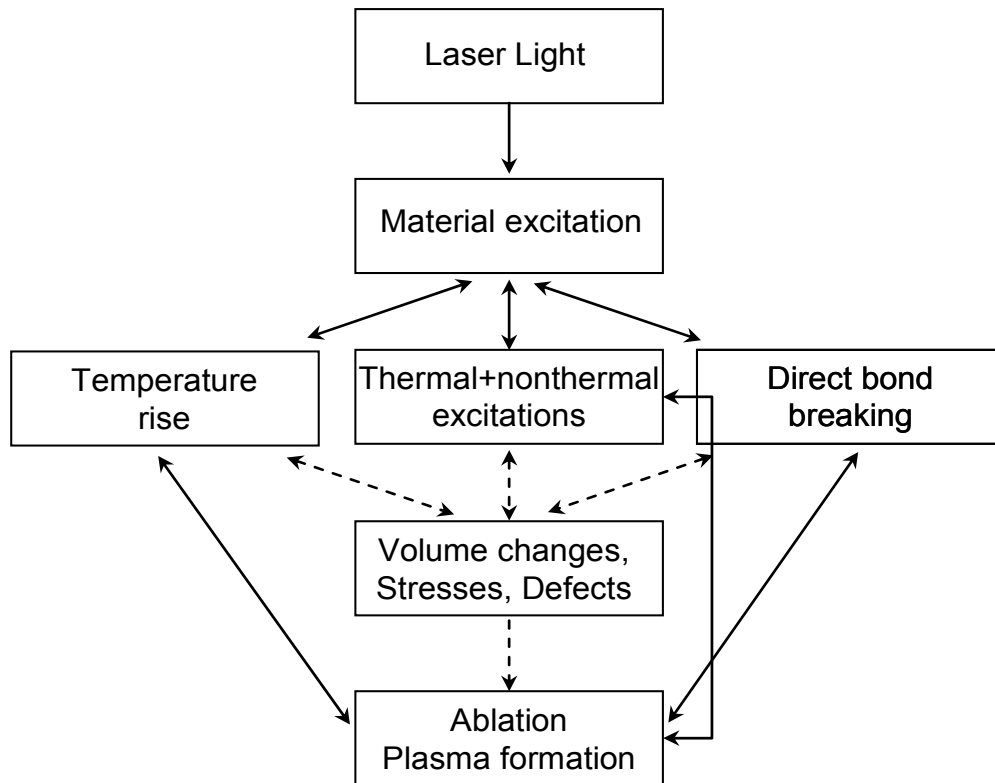 Laser Light
Material excitation
Temperature
rise
Thermal+nonthermal
excitations
Direct bond
breaking
Volume changes,
Stresses, Defects
Ablation
Plasma formation